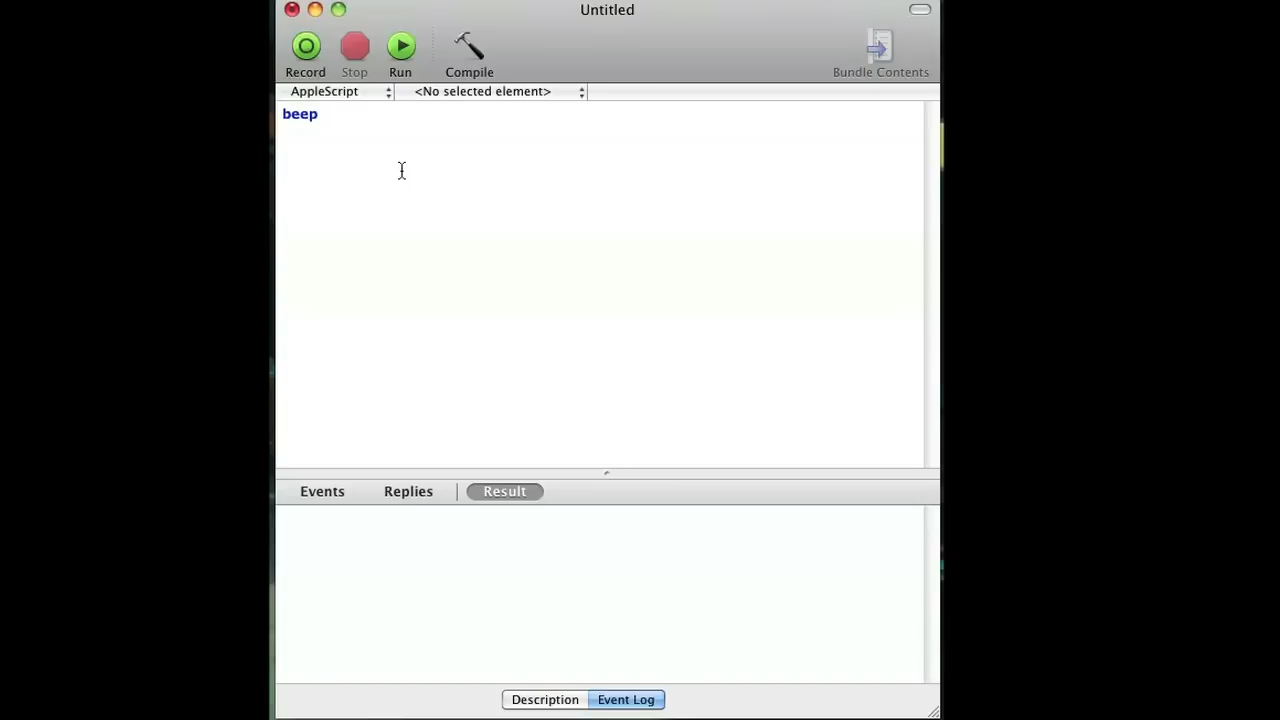 Untitled
Record Stop Run Compile Bundle Contents
AppleScript <No selected element>
beep
Events Replies Result
Description Event Log